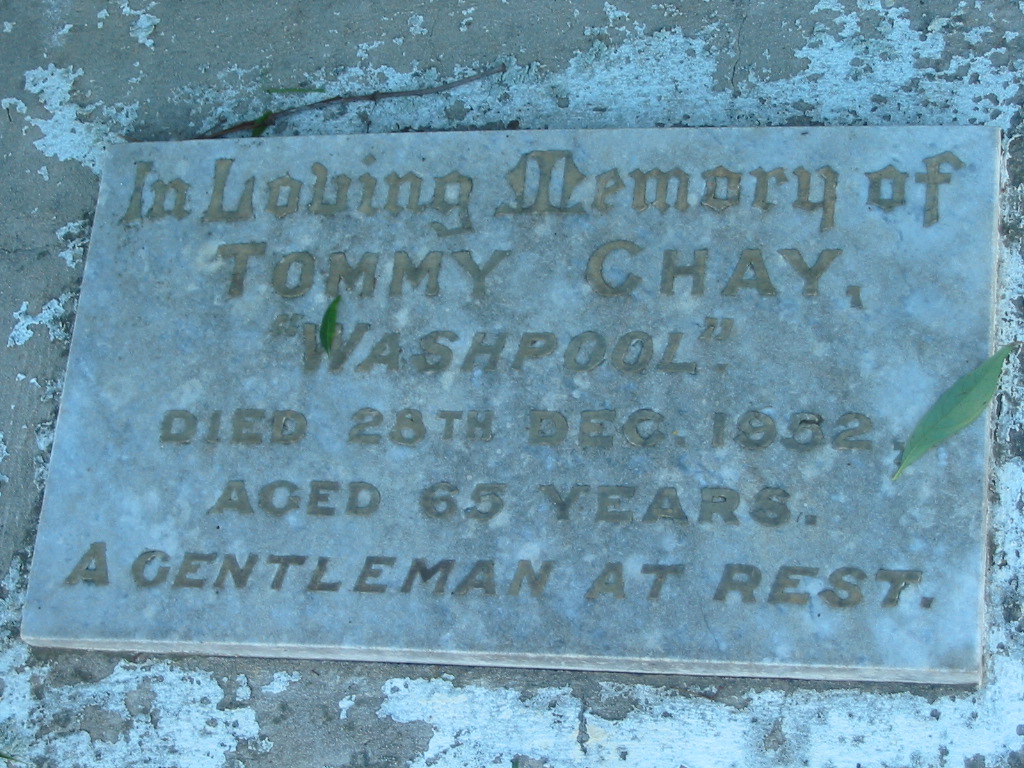 In Loving Memory of
TOMMY CHAY,
"WASHPOOL".
DIED 28TH DEC. 1932,
AGED 65 YEARS.
A GENTLEMAN AT REST.